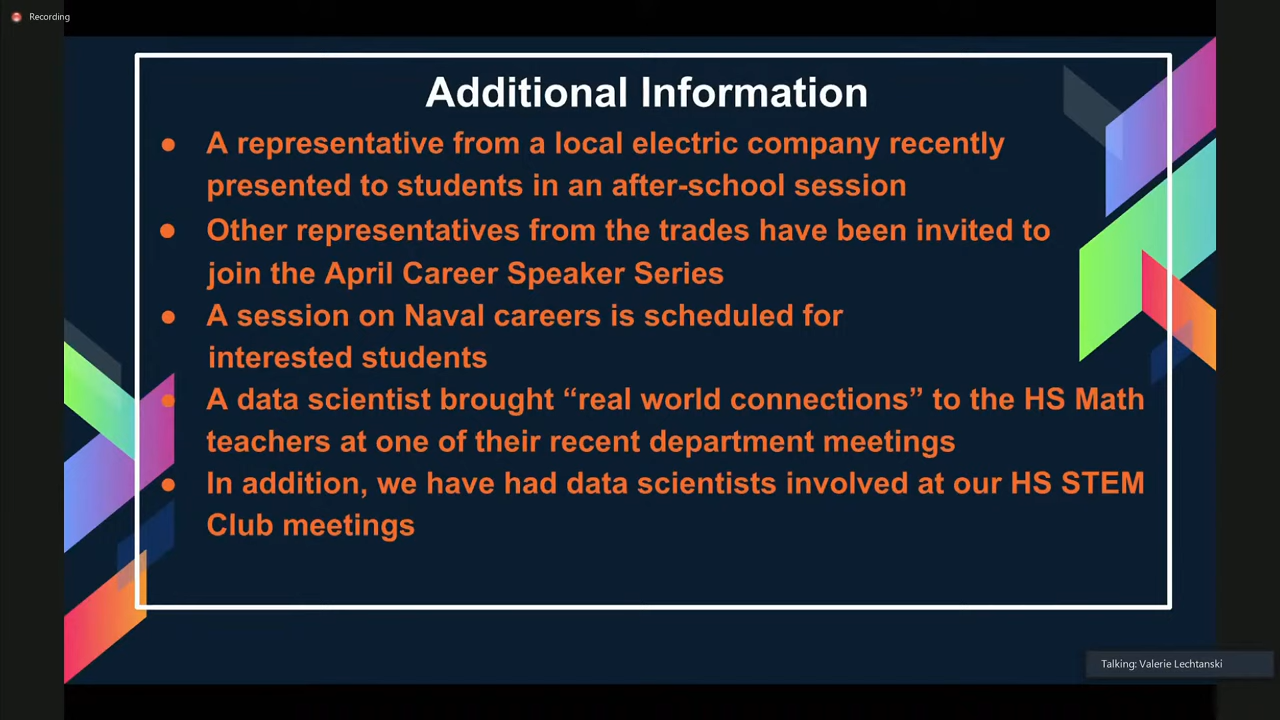 Recording
Additional Information
● A representative from a local electric company recently
presented to students in an after-school session
● Other representatives from the trades have been invited to
join the April Career Speaker Series
● A session on Naval careers is scheduled for
interested students
● A data scientist brought “real world connections” to the HS Math
teachers at one of their recent department meetings
● In addition, we have had data scientists involved at our HS STEM
Club meetings
Talking: Valerie Lechtanski